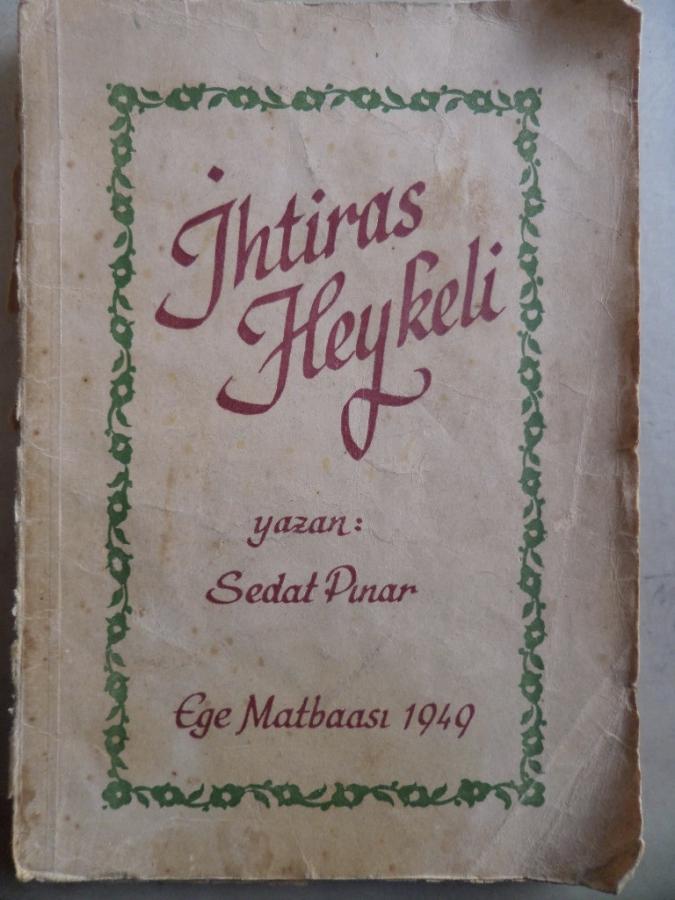 İhtiras
Heykeli
yazan:
Sedat Pınar
Ege Matbaası 1949